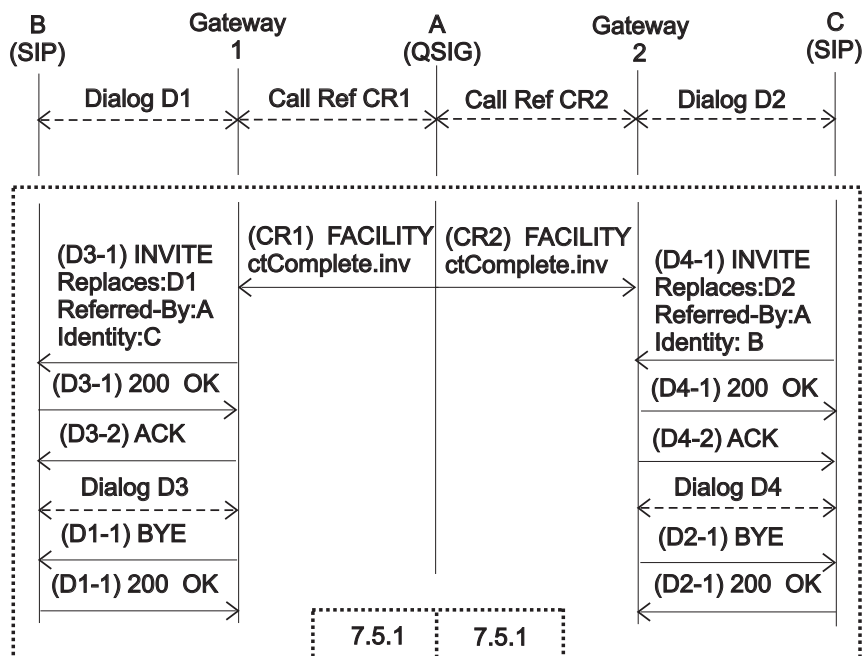 B
(SIP)
Gateway
1
A
(QSIG)
Gateway
2
C
(SIP)
Dialog D1
Call Ref CR1
Call Ref CR2
Dialog D2
(CR1) FACILITY
ctComplete.inv
(CR2) FACILITY
ctComplete.inv
(D3-1) INVITE
Replaces:D1
Referred-By:A
Identity:C
(D4-1) INVITE
Replaces:D2
Referred-By:A
Identity: B
(D3-1) 200 OK
(D4-1) 200 OK
(D3-2) ACK
(D4-2) ACK
Dialog D3
Dialog D4
(D1-1) BYE
(D2-1) BYE
(D1-1) 200 OK
(D2-1) 200 OK
7.5.1
7.5.1